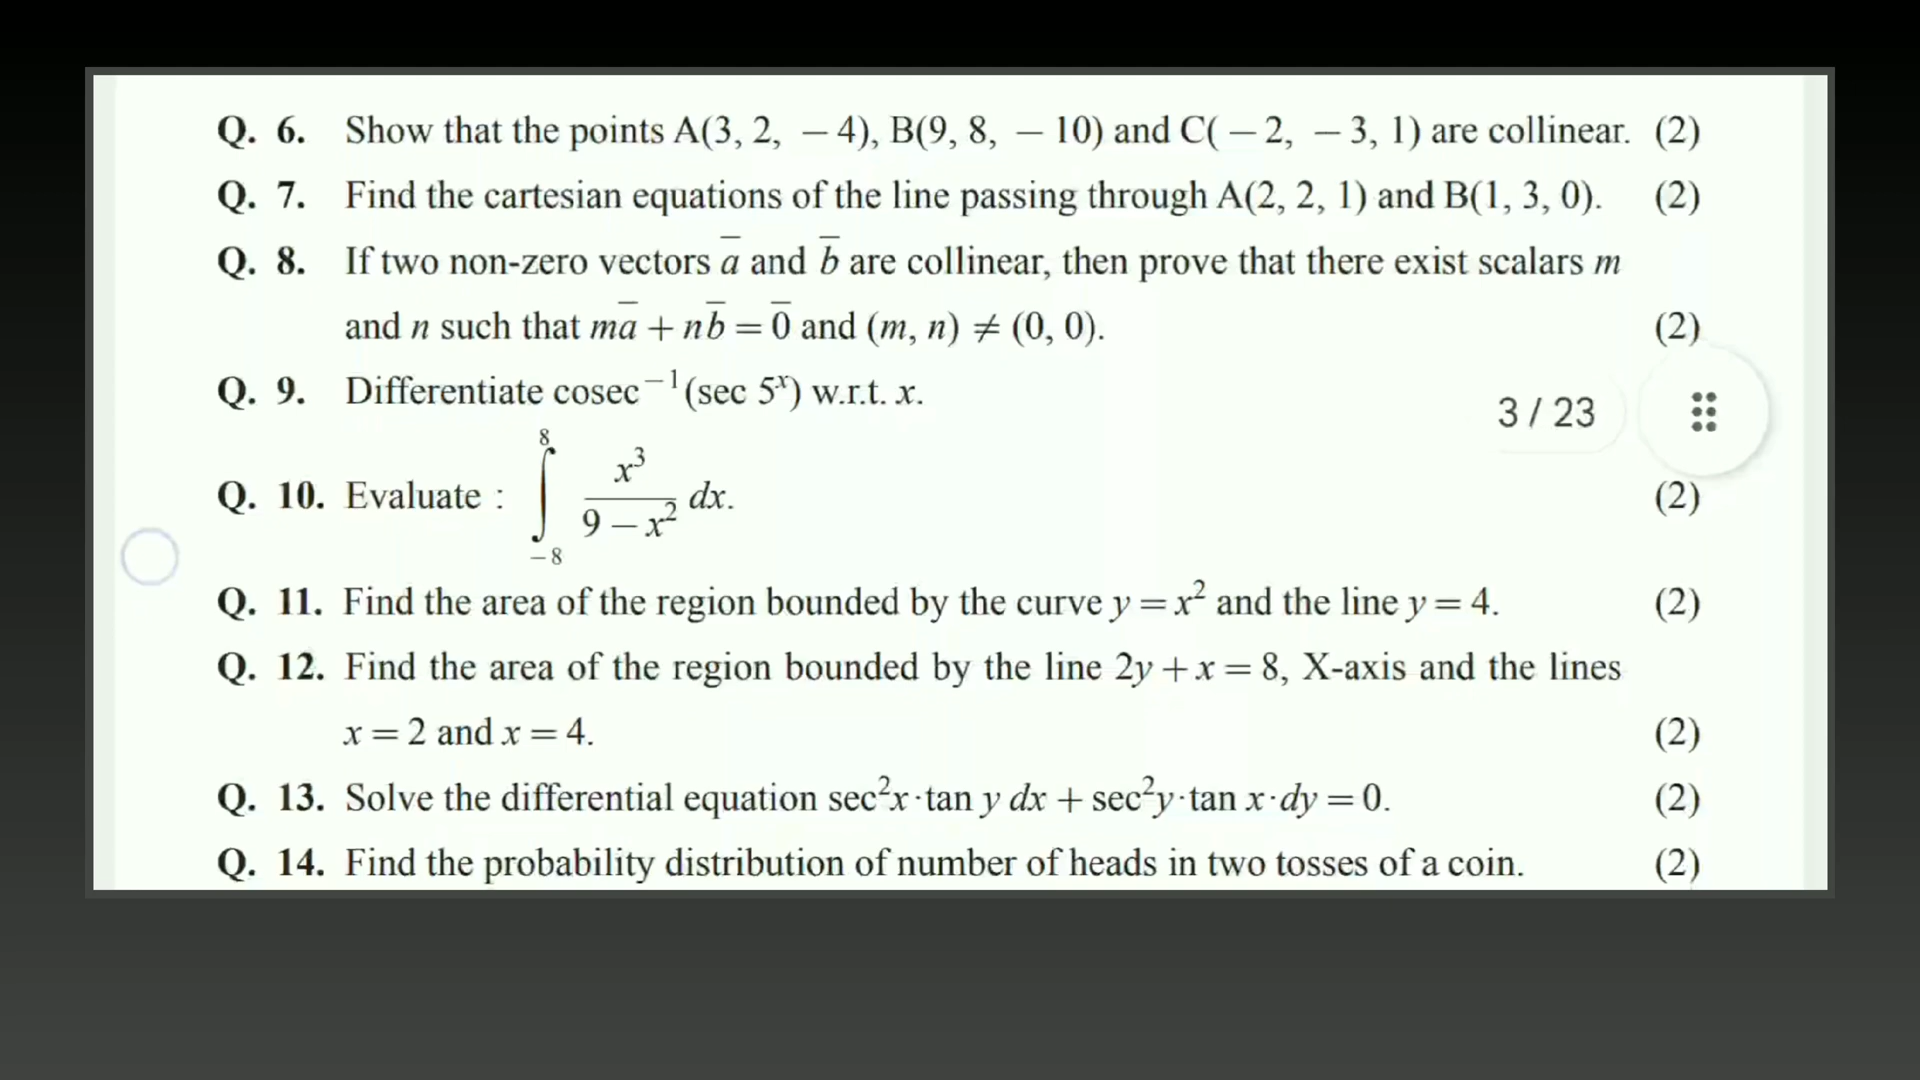 Q. 6. Show that the points A(3, 2, − 4), B(9, 8, − 10) and C( − 2, − 3, 1) are collinear. (2)
Q. 7. Find the cartesian equations of the line passing through A(2, 2, 1) and B(1, 3, 0). (2)
Q. 8. If two non-zero vectors a̅ and b̅ are collinear, then prove that there exist scalars m
and n such that ma̅ + nb̅ = 0̅ and (m, n) ≠ (0, 0). (2)
Q. 9. Differentiate cosec⁻¹(sec 5ˣ) w.r.t. x.
3 / 23
Q. 10. Evaluate : ∫₋₈⁸ x³/(9 − x²) dx. (2)
Q. 11. Find the area of the region bounded by the curve y = x² and the line y = 4. (2)
Q. 12. Find the area of the region bounded by the line 2y + x = 8, X-axis and the lines
x = 2 and x = 4. (2)
Q. 13. Solve the differential equation sec²x·tan y dx + sec²y·tan x·dy = 0. (2)
Q. 14. Find the probability distribution of number of heads in two tosses of a coin. (2)